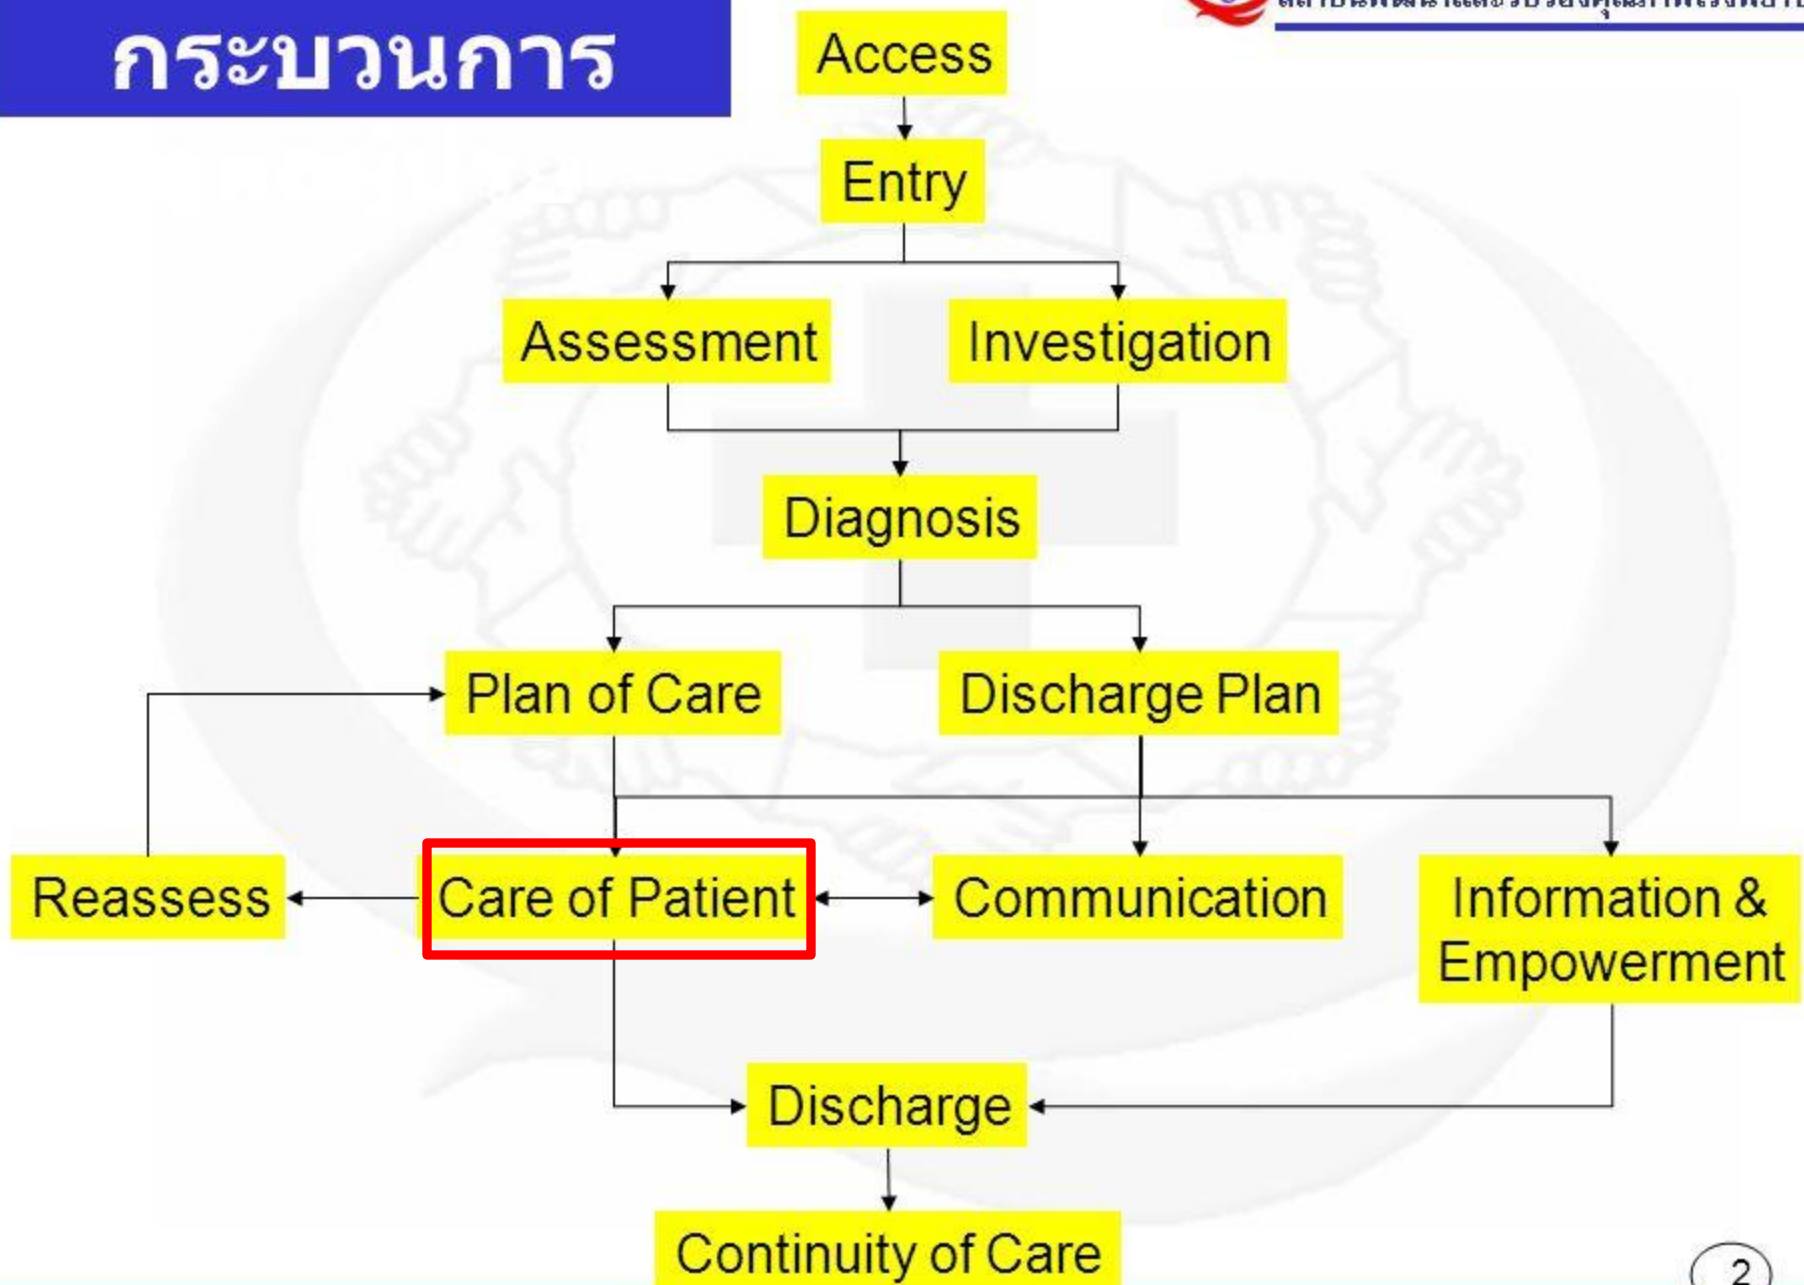 กระบวนการ
Access
Entry
Assessment
Investigation
Diagnosis
Plan of Care
Discharge Plan
Reassess
Care of Patient
Communication
Information &
Empowerment
Discharge
Continuity of Care
2